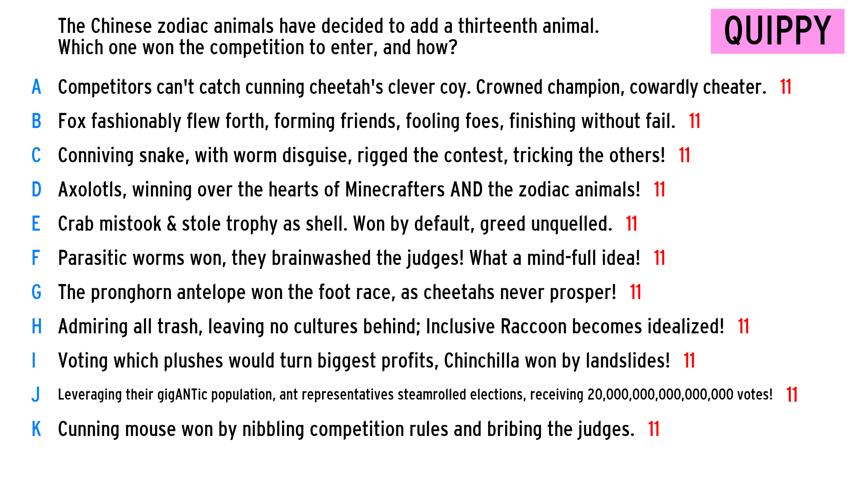 The Chinese zodiac animals have decided to add a thirteenth animal.
Which one won the competition to enter, and how?
QUIPPY
A Competitors can't catch cunning cheetah's clever coy. Crowned champion, cowardly cheater. 11
B Fox fashionably flew forth, forming friends, fooling foes, finishing without fail. 11
C Conniving snake, with worm disguise, rigged the contest, tricking the others! 11
D Axolotls, winning over the hearts of Minecrafters AND the zodiac animals! 11
E Crab mistook & stole trophy as shell. Won by default, greed unquelled. 11
F Parasitic worms won, they brainwashed the judges! What a mind-full idea! 11
G The pronghorn antelope won the foot race, as cheetahs never prosper! 11
H Admiring all trash, leaving no cultures behind; Inclusive Raccoon becomes idealized! 11
I Voting which plushes would turn biggest profits, Chinchilla won by landslides! 11
J Leveraging their gigANTic population, ant representatives steamrolled elections, receiving 20,000,000,000,000,000 votes! 11
K Cunning mouse won by nibbling competition rules and bribing the judges. 11